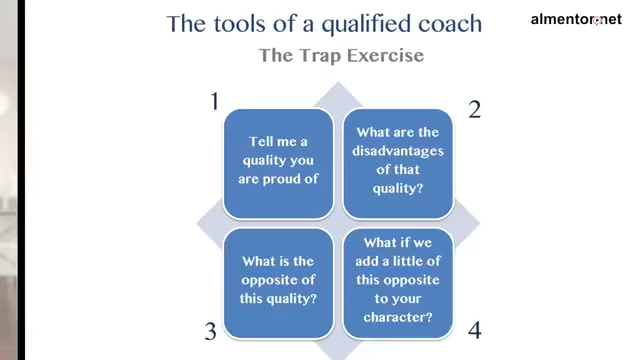 The tools of a qualified coach
almentor.net
The Trap Exercise
1
Tell me a
quality you
are proud of
2
What are the
disadvantages
of that
quality?
3
What is the
opposite of
this quality?
4
What if we
add a little of
this opposite
to your
character?